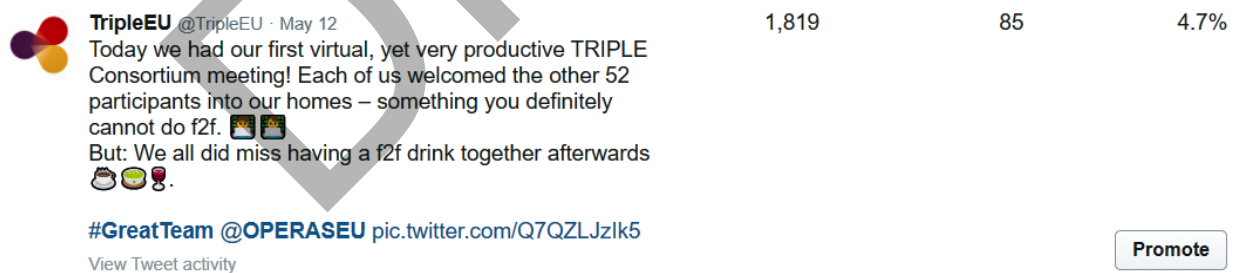 TripleEU @TripleEU · May 12 1,819 85 4.7%
Today we had our first virtual, yet very productive TRIPLE
Consortium meeting! Each of us welcomed the other 52
participants into our homes – something you definitely
cannot do f2f. 👨‍💻👩‍💻
But: We all did miss having a f2f drink together afterwards
☕🍵🍷.
#GreatTeam @OPERASEU pic.twitter.com/Q7QZLJzIk5
View Tweet activity
Promote